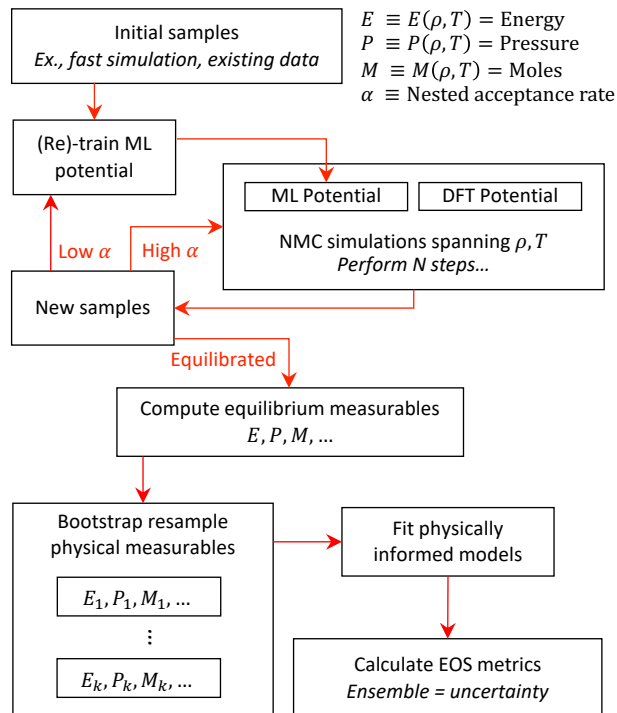 Initial samples
Ex., fast simulation, existing data
E ≡ E(ρ, T) = Energy
P ≡ P(ρ, T) = Pressure
M ≡ M(ρ, T) = Moles
α ≡ Nested acceptance rate
(Re)-train ML
potential
ML Potential
DFT Potential
NMC simulations spanning ρ, T
Perform N steps...
Low α
High α
New samples
Equilibrated
Compute equilibrium measurables
E, P, M, ...
Bootstrap resample
physical measurables
E₁, P₁, M₁, ...
⋮
Eₖ, Pₖ, Mₖ, ...
Fit physically
informed models
Calculate EOS metrics
Ensemble = uncertainty